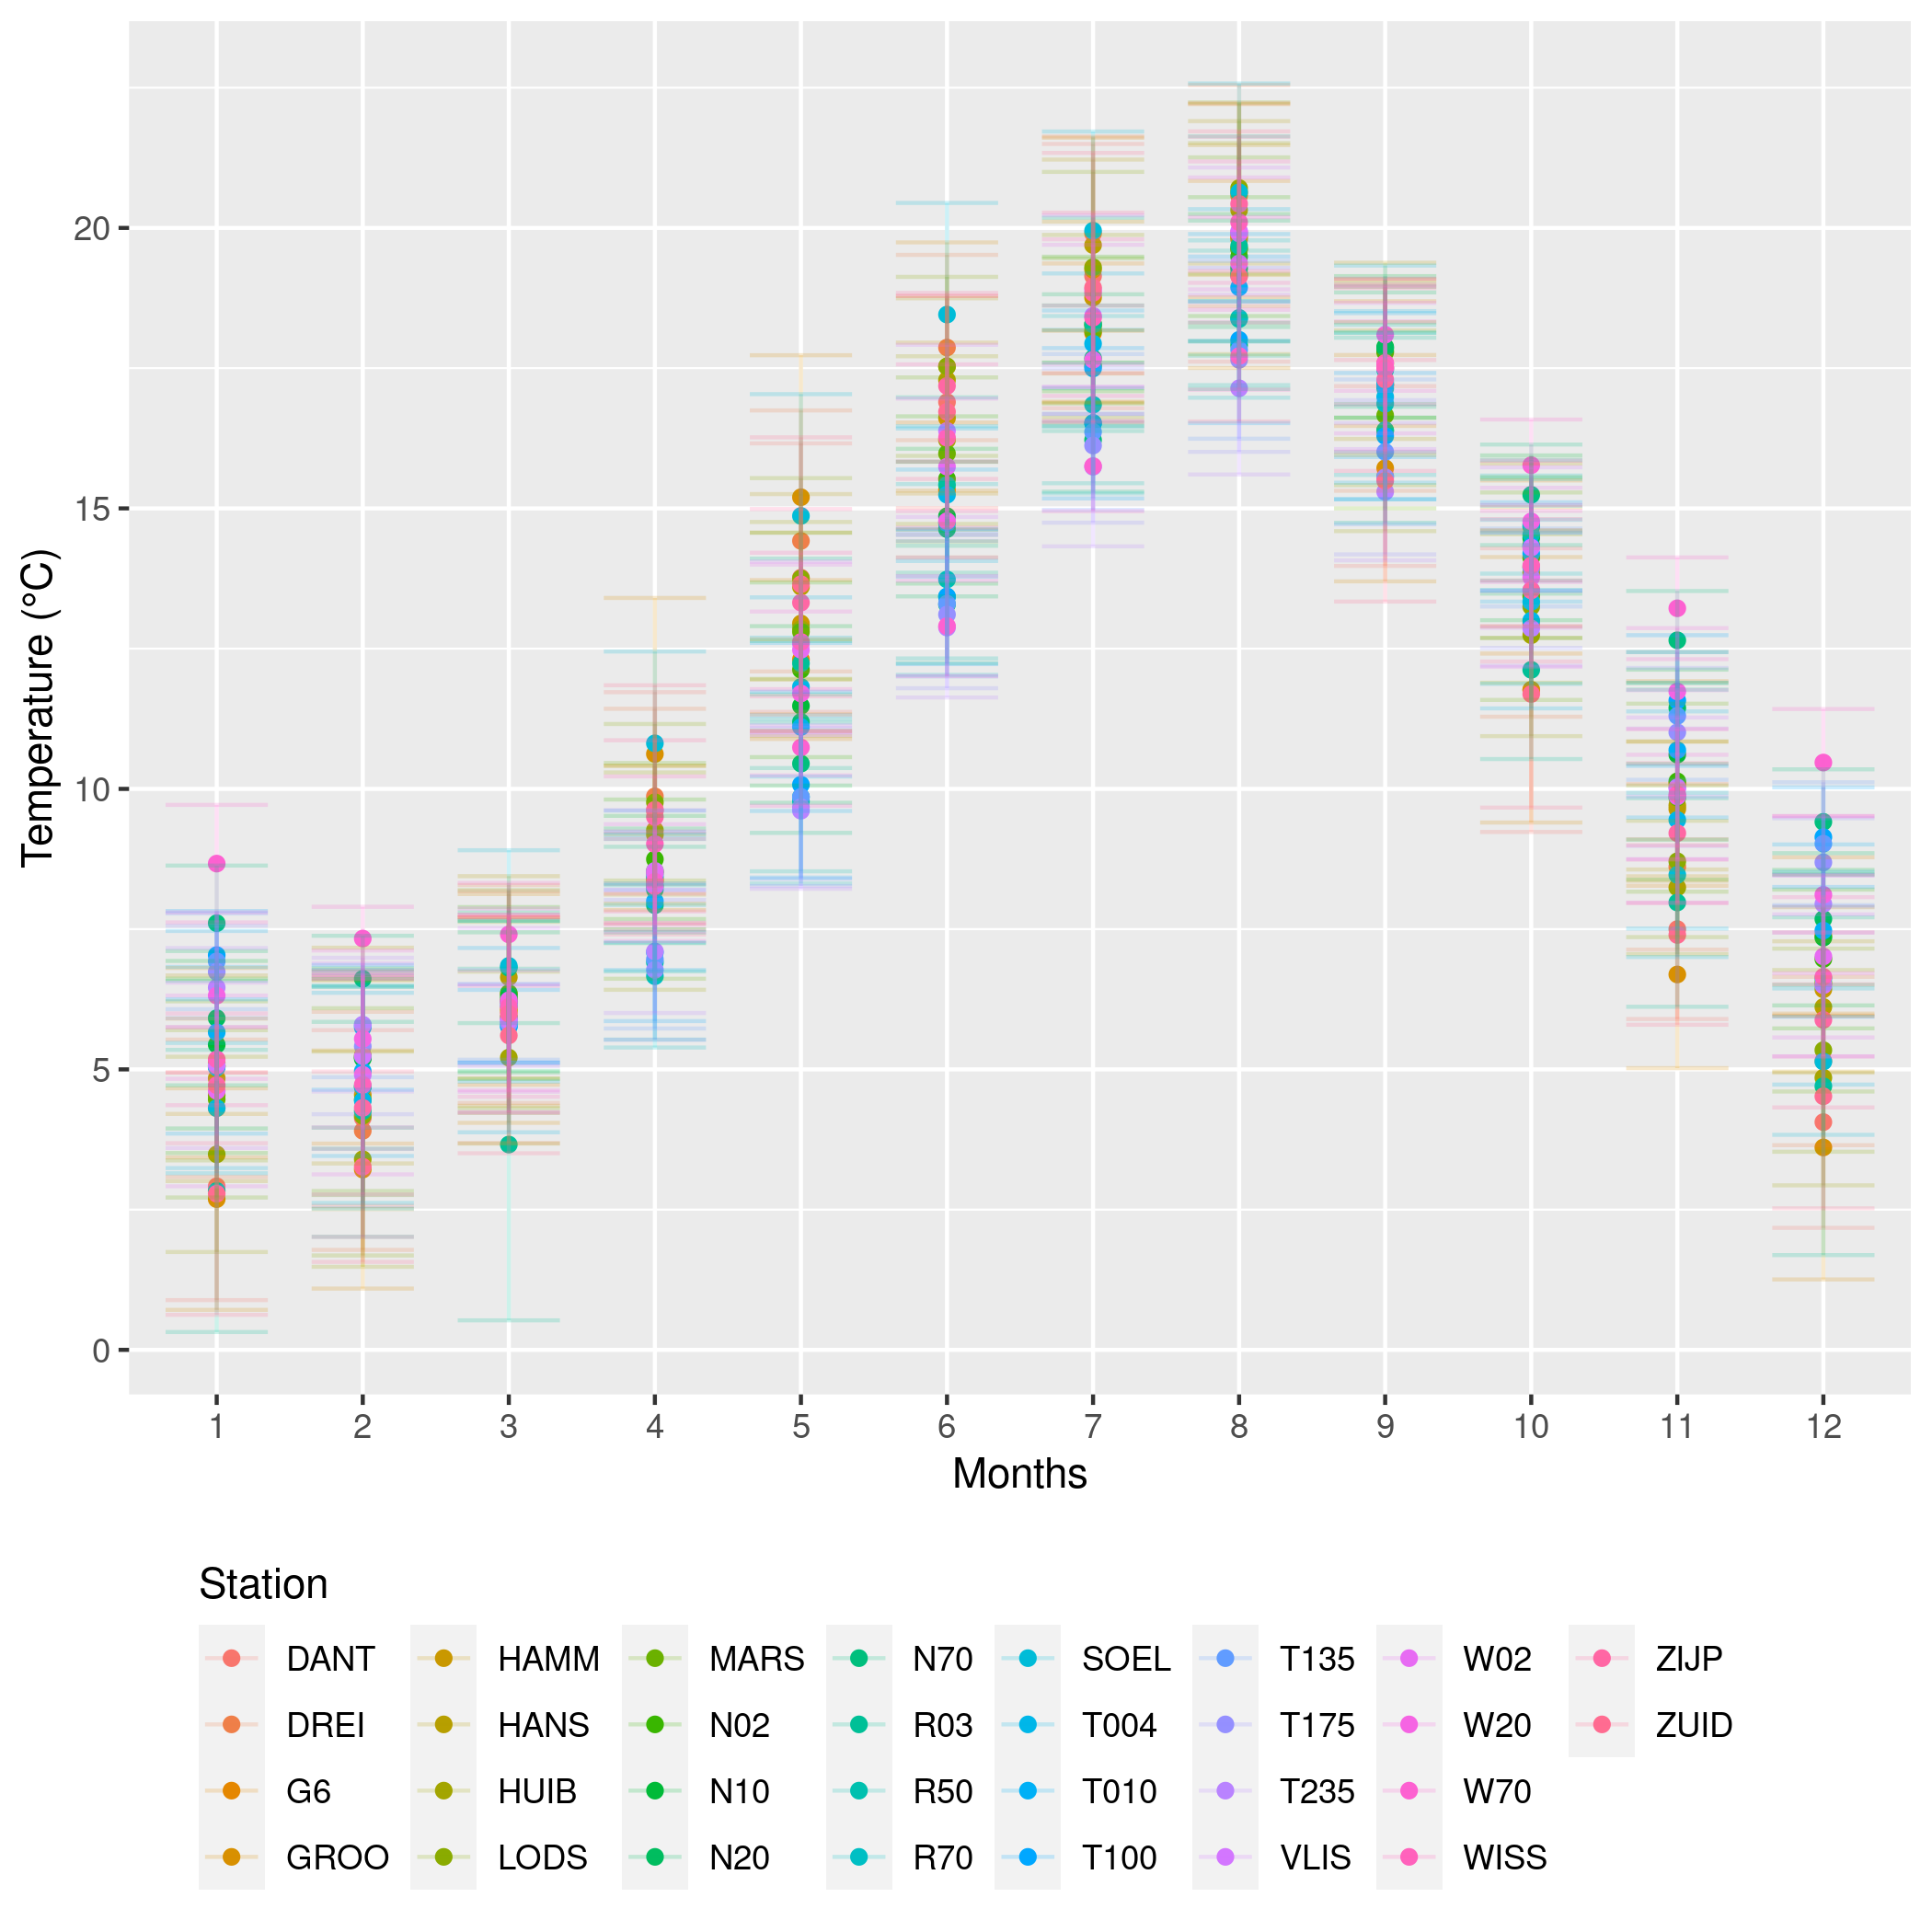 Temperature (°C)
20
15
10
5
0
1 2 3 4 5 6 7 8 9 10 11 12
Months
Station
DANT HAMM MARS N70 SOEL T135 W02 ZIJP
DREI HANS N02 R03 T004 T175 W20 ZUID
G6 HUIB N10 R50 T010 T235 W70
GROO LODS N20 R70 T100 VLIS WISS